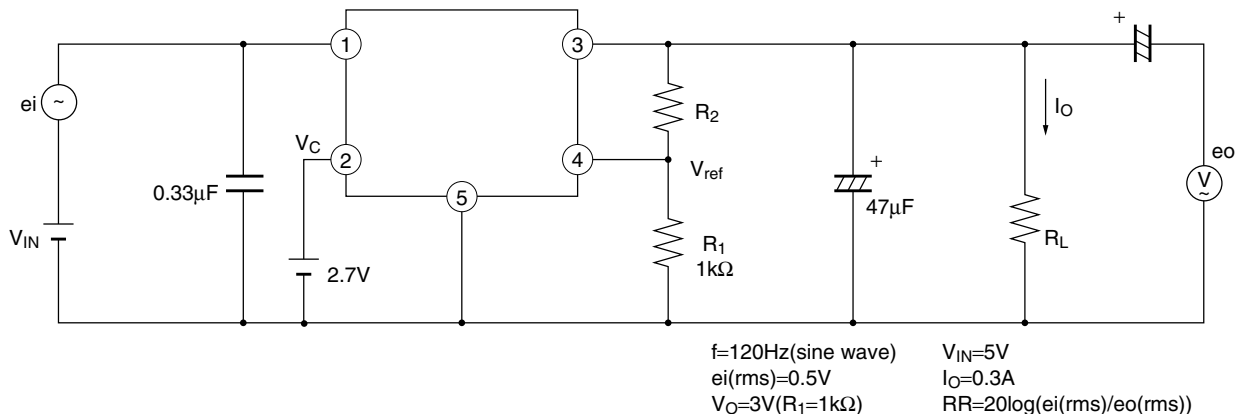 +
1
3
ei
~
R2
IO
VC
2
4
Vref
+
eo
V
~
0.33μF
5
47μF
VIN
2.7V
R1
1kΩ
RL
f=120Hz(sine wave)
VIN=5V
ei(rms)=0.5V
IO=0.3A
VO=3V(R1=1kΩ)
RR=20log(ei(rms)/eo(rms))